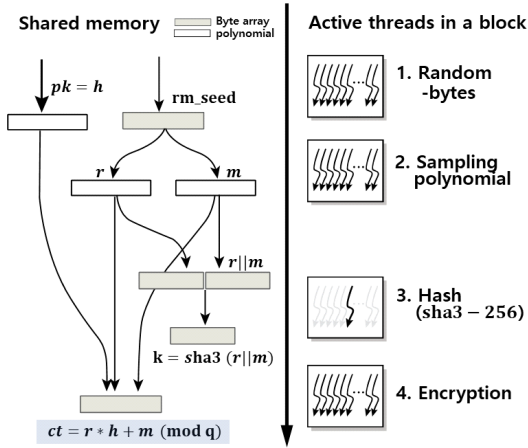 Shared memory
Byte array
polynomial
Active threads in a block
pk = h
rm_seed
r
m
r||m
k = sha3 (r||m)
ct = r * h + m (mod q)
...
1. Random
-bytes
...
2. Sampling
polynomial
3. Hash
(sha3 − 256)
...
4. Encryption